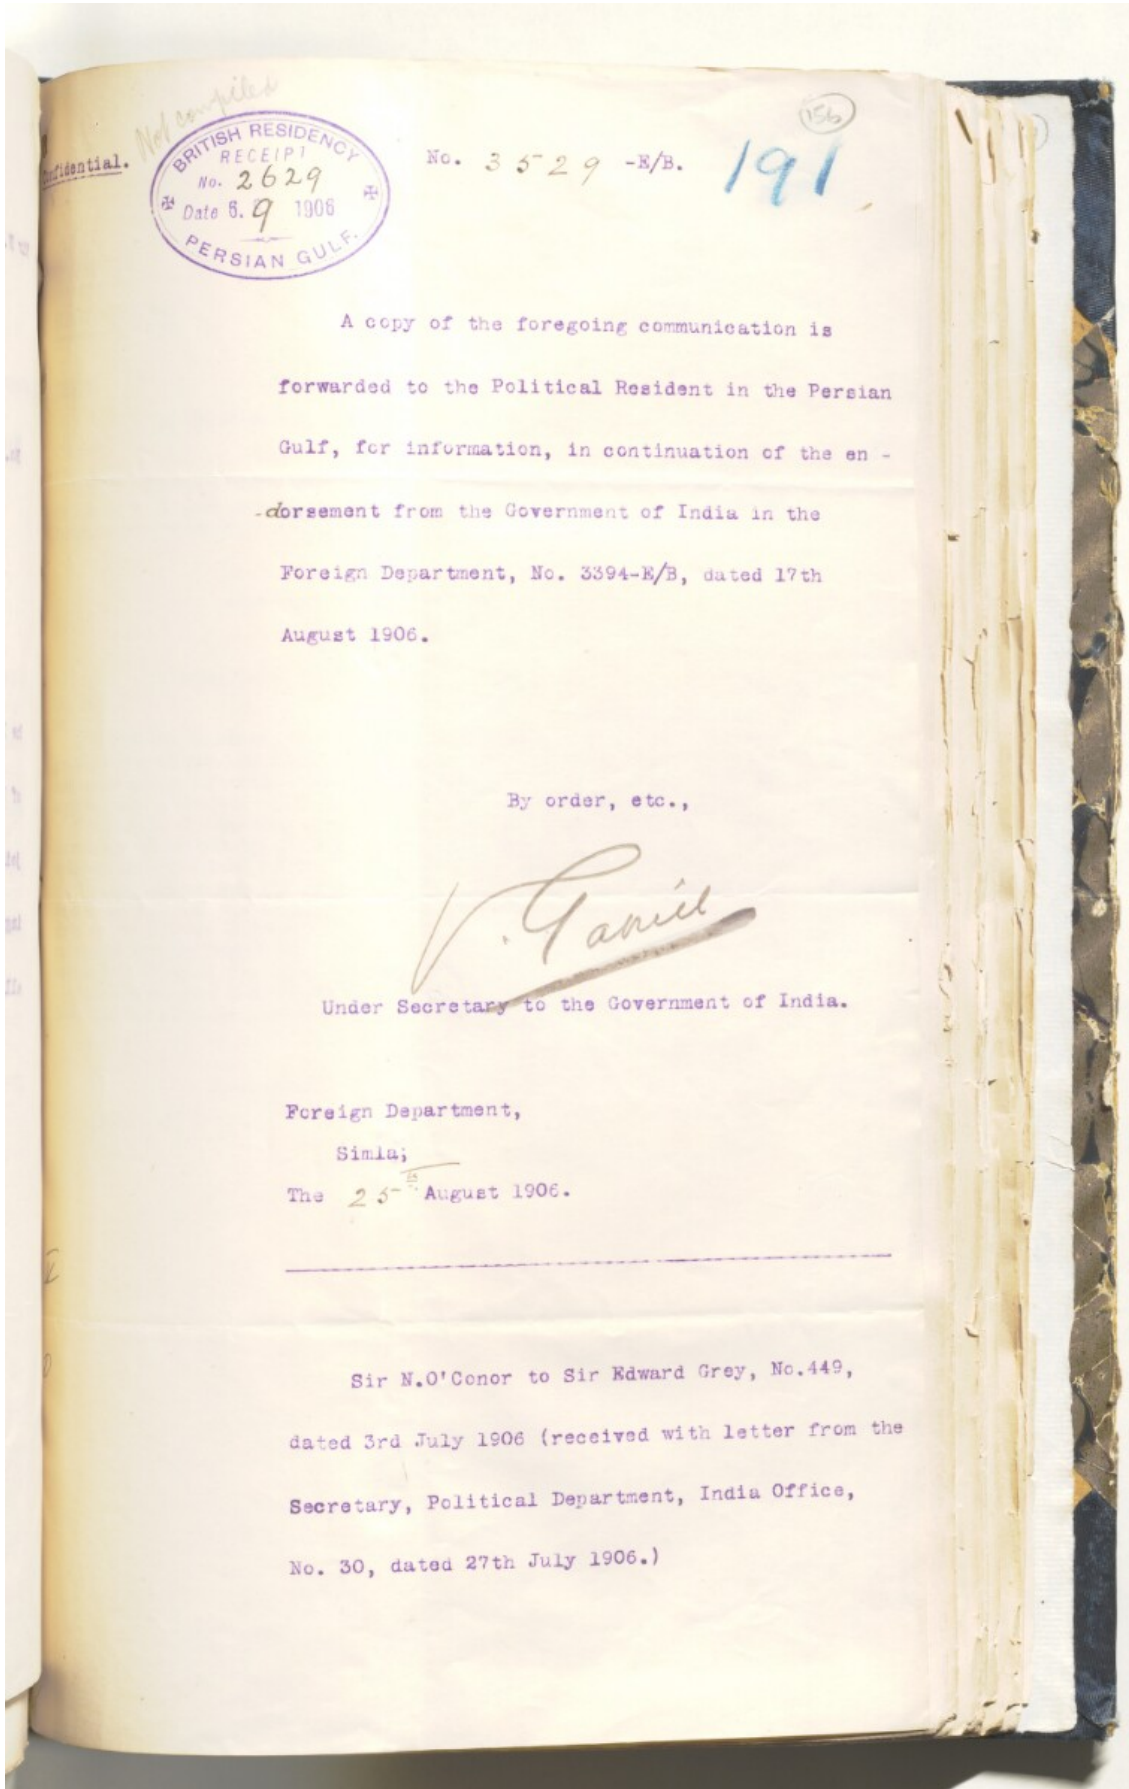 Not compiled
Confidential.
BRITISH RESIDENCY
RECEIPT
No. 2629
Date 6. 9 1906
PERSIAN GULF.
No. 3529 -E/B.
156
191
A copy of the foregoing communication is
forwarded to the Political Resident in the Persian
Gulf, for information, in continuation of the en -
-dorsement from the Government of India in the
Foreign Department, No. 3394-E/B, dated 17th
August 1906.
By order, etc.,
V. Gabriel
Under Secretary to the Government of India.
Foreign Department,
Simla;
The 25th August 1906.
Sir N.O'Conor to Sir Edward Grey, No.449,
dated 3rd July 1906 (received with letter from the
Secretary, Political Department, India Office,
No. 30, dated 27th July 1906.)